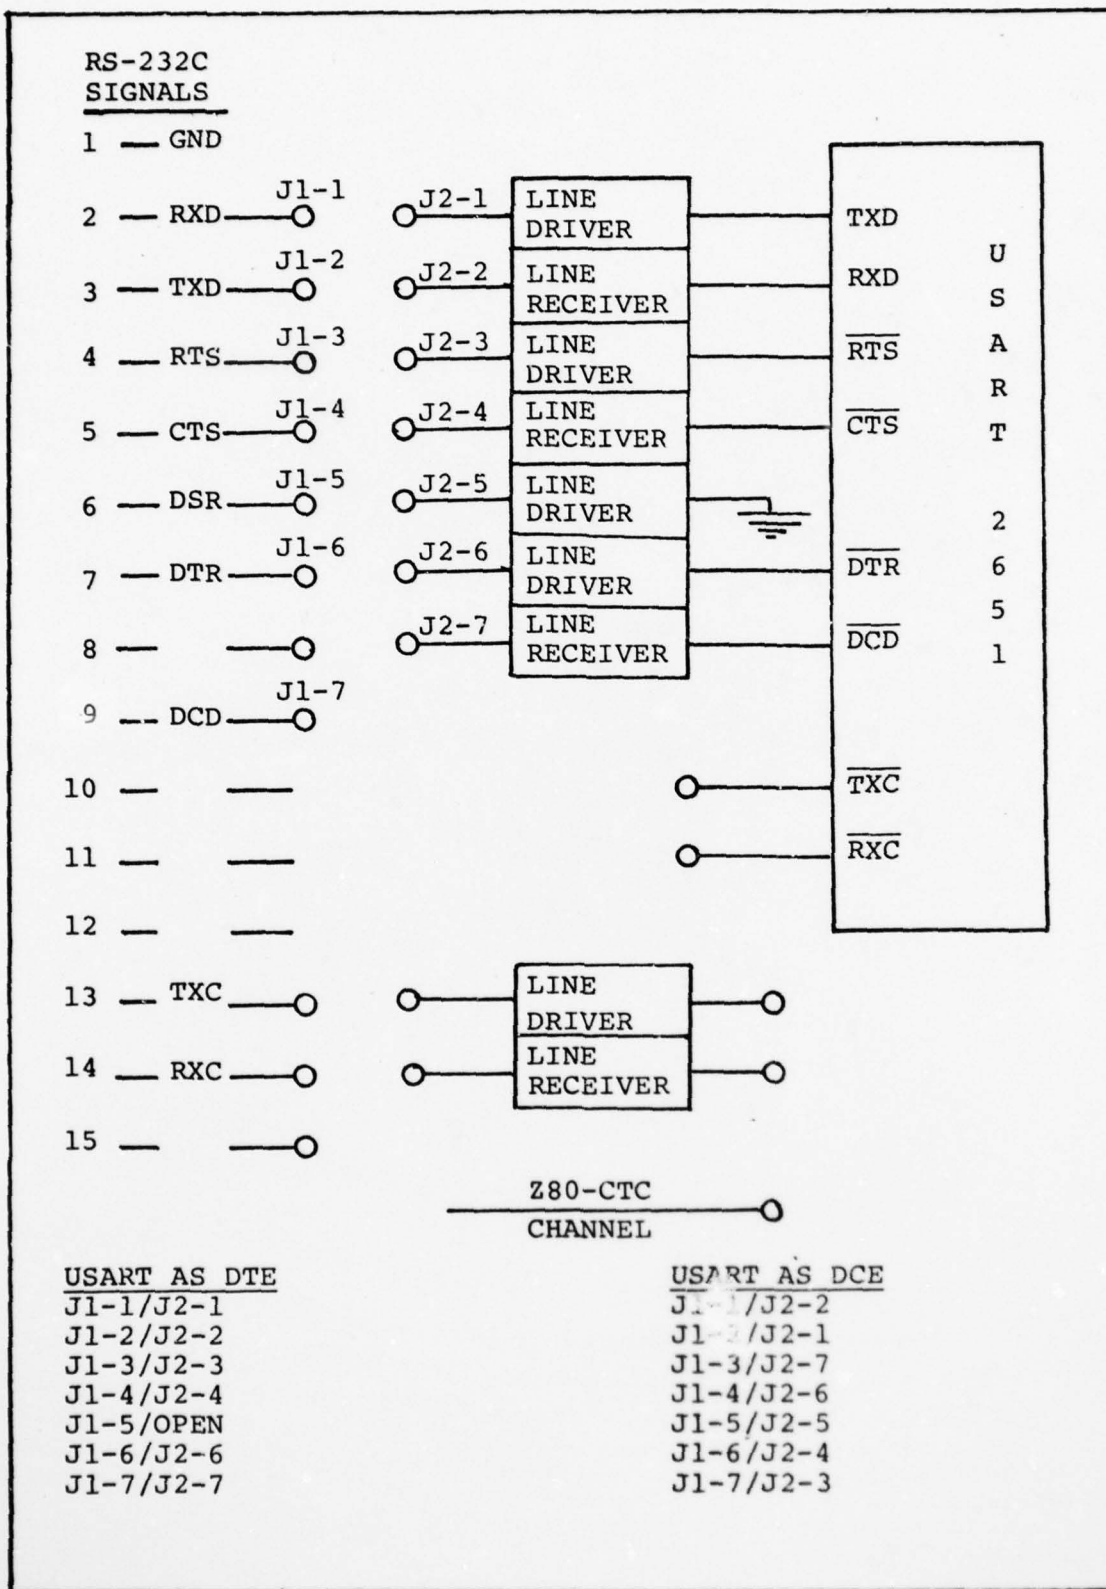 RS-232C
SIGNALS
1 — GND
2 — RXD J1-1 J2-1 LINE DRIVER TXD
3 — TXD J1-2 J2-2 LINE RECEIVER RXD
4 — RTS J1-3 J2-3 LINE DRIVER RTS
5 — CTS J1-4 J2-4 LINE RECEIVER CTS
6 — DSR J1-5 J2-5 LINE DRIVER
7 — DTR J1-6 J2-6 LINE DRIVER DTR
8 — J2-7 LINE RECEIVER DCD
9 — DCD J1-7
USART 2651
10 — TXC
11 — RXC
12 —
13 — TXC LINE DRIVER
14 — RXC LINE RECEIVER
15 —
Z80-CTC
CHANNEL
USART AS DTE
J1-1/J2-1
J1-2/J2-2
J1-3/J2-3
J1-4/J2-4
J1-5/OPEN
J1-6/J2-6
J1-7/J2-7
USART AS DCE
/J2-2
/J2-1
J1-3/J2-7
J1-4/J2-6
J1-5/J2-5
J1-6/J2-4
J1-7/J2-3